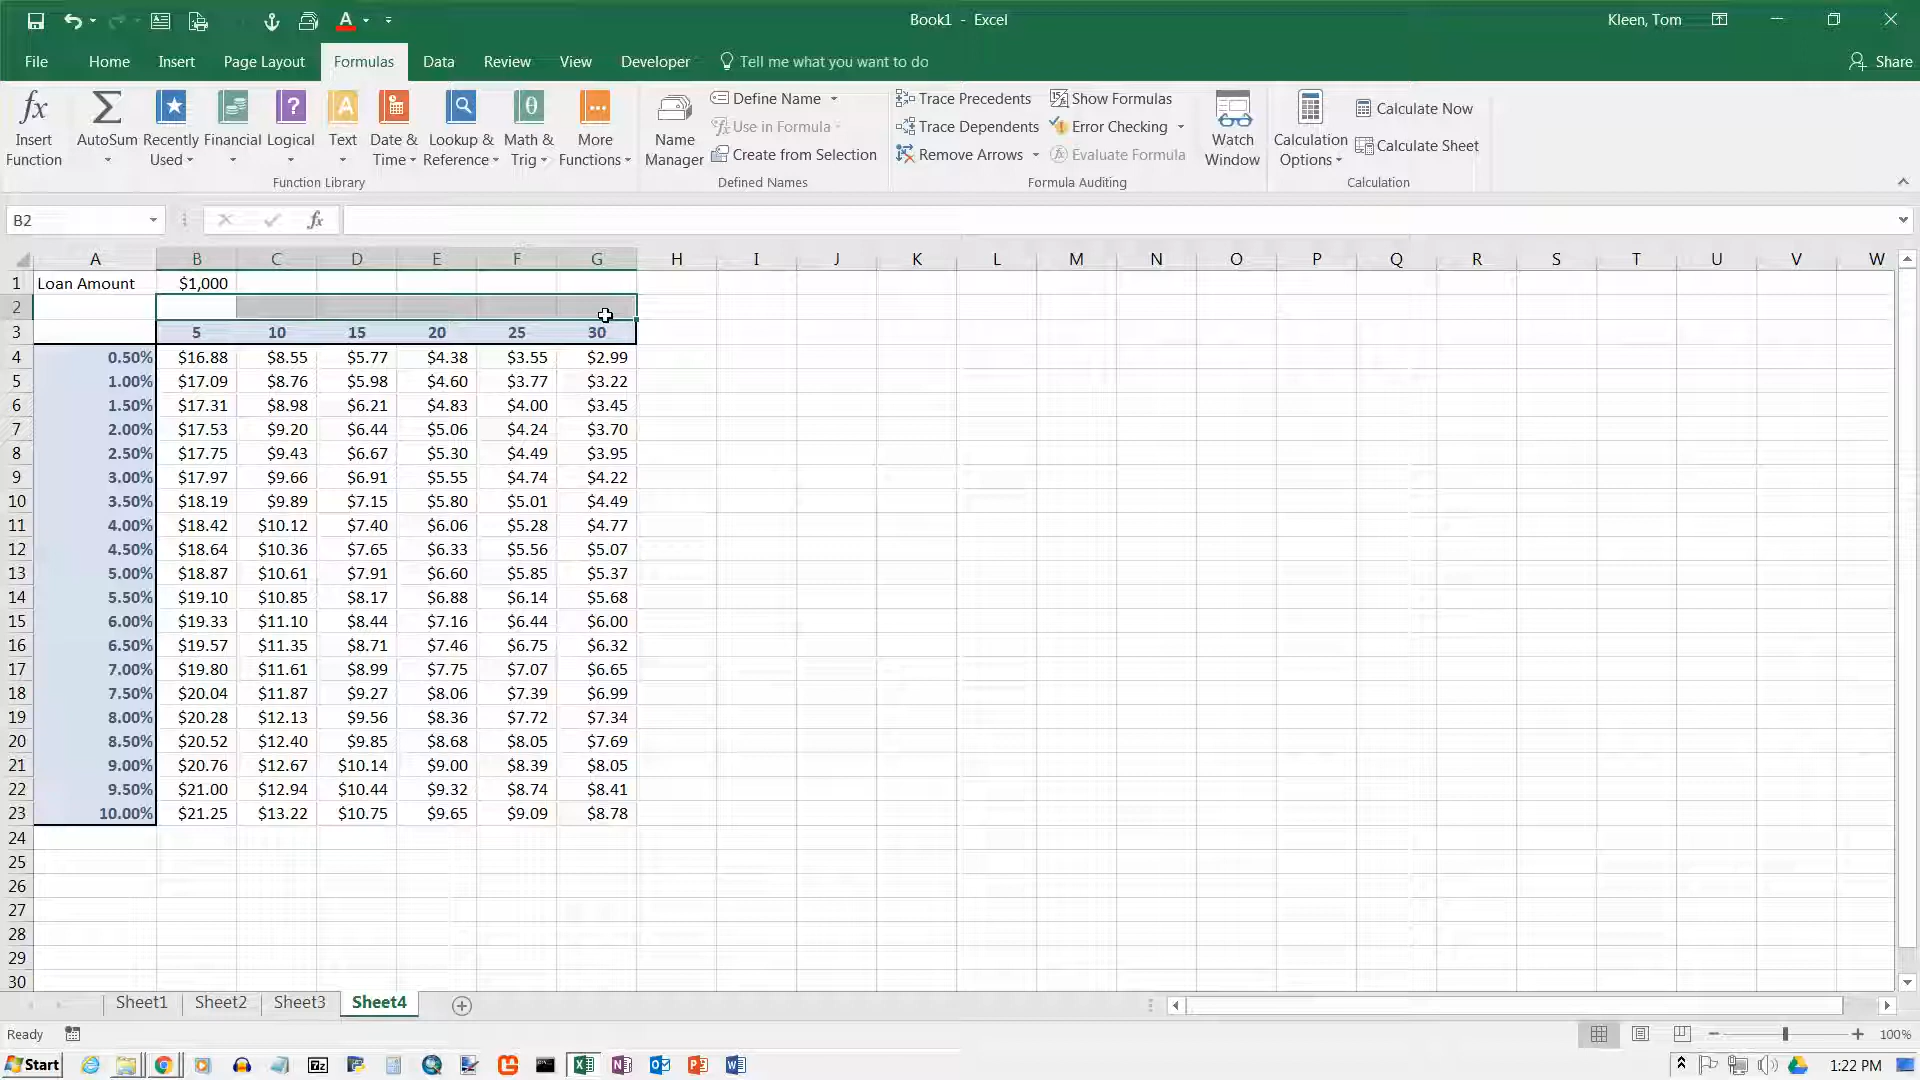 Book1 - Excel
Kleen, Tom
File Home Insert Page Layout Formulas Data Review View Developer Tell me what you want to do Share
Insert Function
AutoSum
Recently Used
Financial
Logical
Text
Date & Time
Lookup & Reference
Math & Trig
More Functions
Function Library
Name Manager
Define Name
Use in Formula
Create from Selection
Defined Names
Trace Precedents
Trace Dependents
Remove Arrows
Show Formulas
Error Checking
Evaluate Formula
Formula Auditing
Watch Window
Calculation Options
Calculate Now
Calculate Sheet
Calculation
B2
fx
A B C D E F G H I J K L M N O P Q R S T U V W
1 Loan Amount $1,000
2
3 5 10 15 20 25 30
4 0.50% $16.88 $8.55 $5.77 $4.38 $3.55 $2.99
5 1.00% $17.09 $8.76 $5.98 $4.60 $3.77 $3.22
6 1.50% $17.31 $8.98 $6.21 $4.83 $4.00 $3.45
7 2.00% $17.53 $9.20 $6.44 $5.06 $4.24 $3.70
8 2.50% $17.75 $9.43 $6.67 $5.30 $4.49 $3.95
9 3.00% $17.97 $9.66 $6.91 $5.55 $4.74 $4.22
10 3.50% $18.19 $9.89 $7.15 $5.80 $5.01 $4.49
11 4.00% $18.42 $10.12 $7.40 $6.06 $5.28 $4.77
12 4.50% $18.64 $10.36 $7.65 $6.33 $5.56 $5.07
13 5.00% $18.87 $10.61 $7.91 $6.60 $5.85 $5.37
14 5.50% $19.10 $10.85 $8.17 $6.88 $6.14 $5.68
15 6.00% $19.33 $11.10 $8.44 $7.16 $6.44 $6.00
16 6.50% $19.57 $11.35 $8.71 $7.46 $6.75 $6.32
17 7.00% $19.80 $11.61 $8.99 $7.75 $7.07 $6.65
18 7.50% $20.04 $11.87 $9.27 $8.06 $7.39 $6.99
19 8.00% $20.28 $12.13 $9.56 $8.36 $7.72 $7.34
20 8.50% $20.52 $12.40 $9.85 $8.68 $8.05 $7.69
21 9.00% $20.76 $12.67 $10.14 $9.00 $8.39 $8.05
22 9.50% $21.00 $12.94 $10.44 $9.32 $8.74 $8.41
23 10.00% $21.25 $13.22 $10.75 $9.65 $9.09 $8.78
24
25
26
27
28
29
30
Sheet1 Sheet2 Sheet3 Sheet4
Ready
100%
Start
1:22 PM